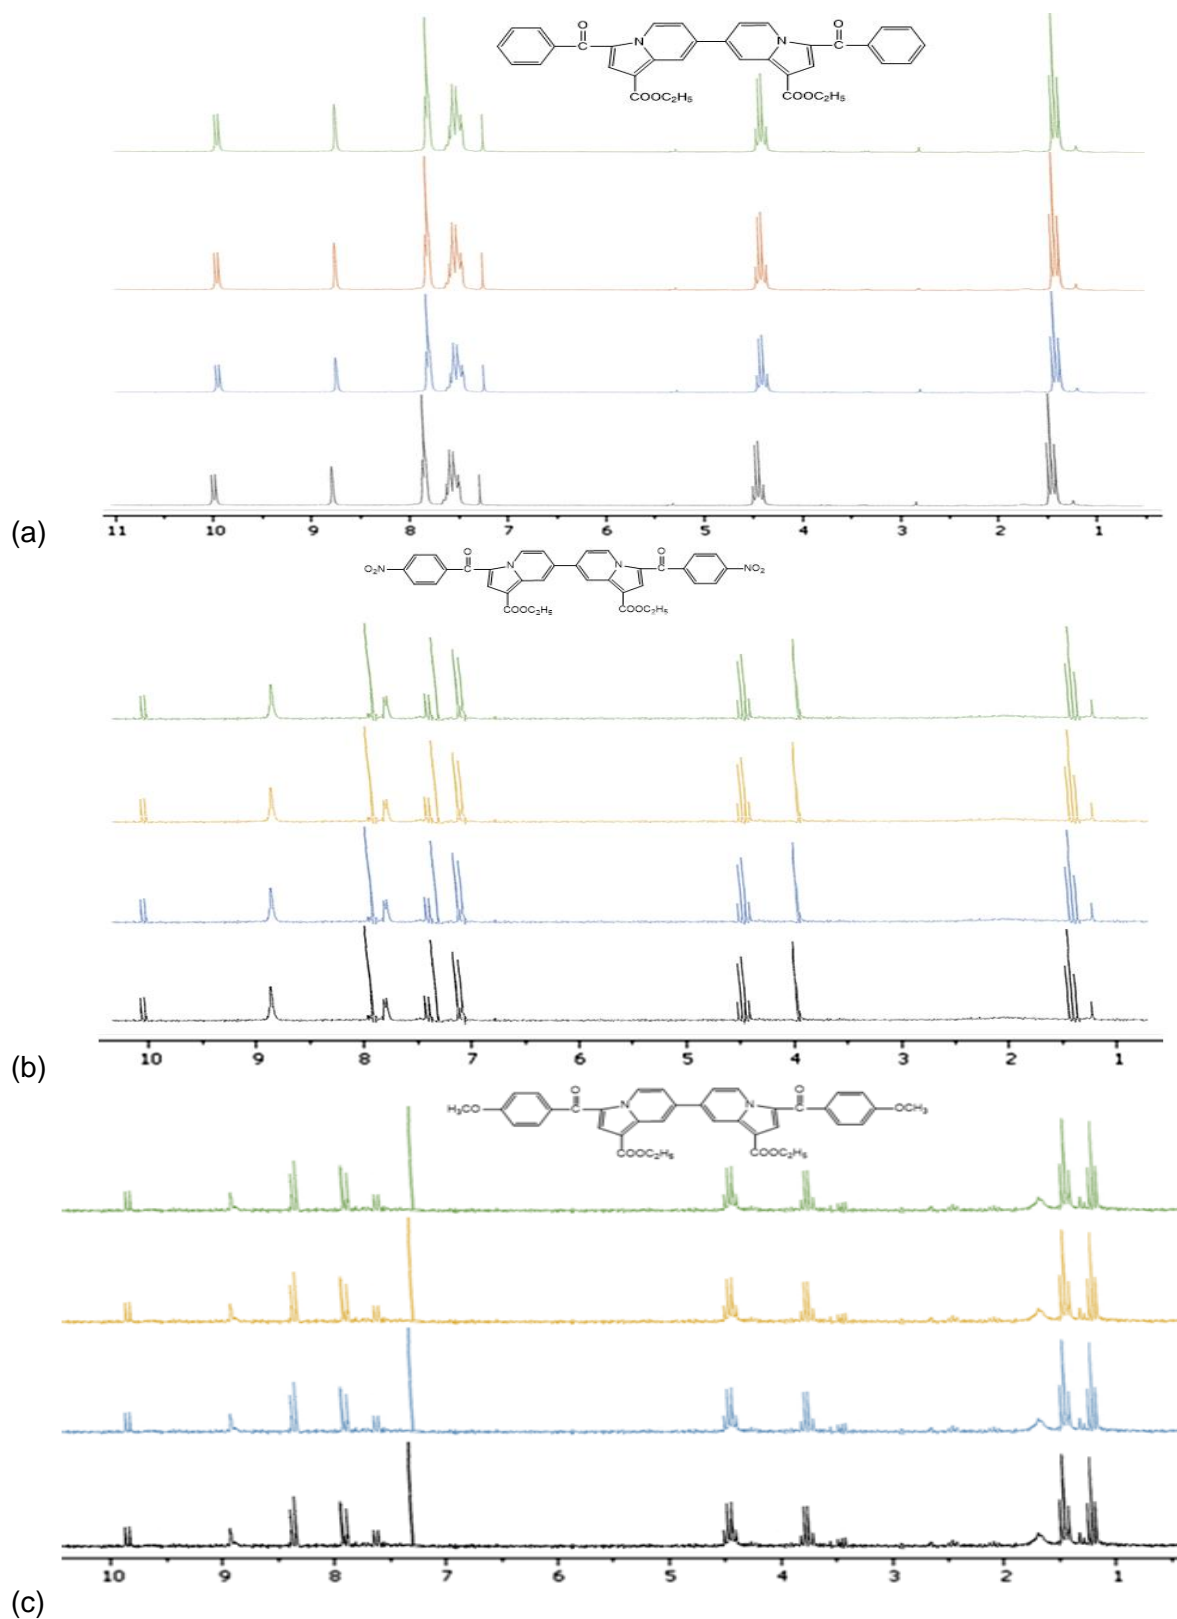 O O
C N N C
COOC₂H₅ COOC₂H₅
(a) 11 10 9 8 7 6 5 4 3 2 1
O O
O₂N C N N C NO₂
COOC₂H₅ COOC₂H₅
(b) 10 9 8 7 6 5 4 3 2 1
O O
H₃CO C N N C OCH₃
COOC₂H₅ COOC₂H₅
10 9 8 7 6 5 4 3 2 1
(c)